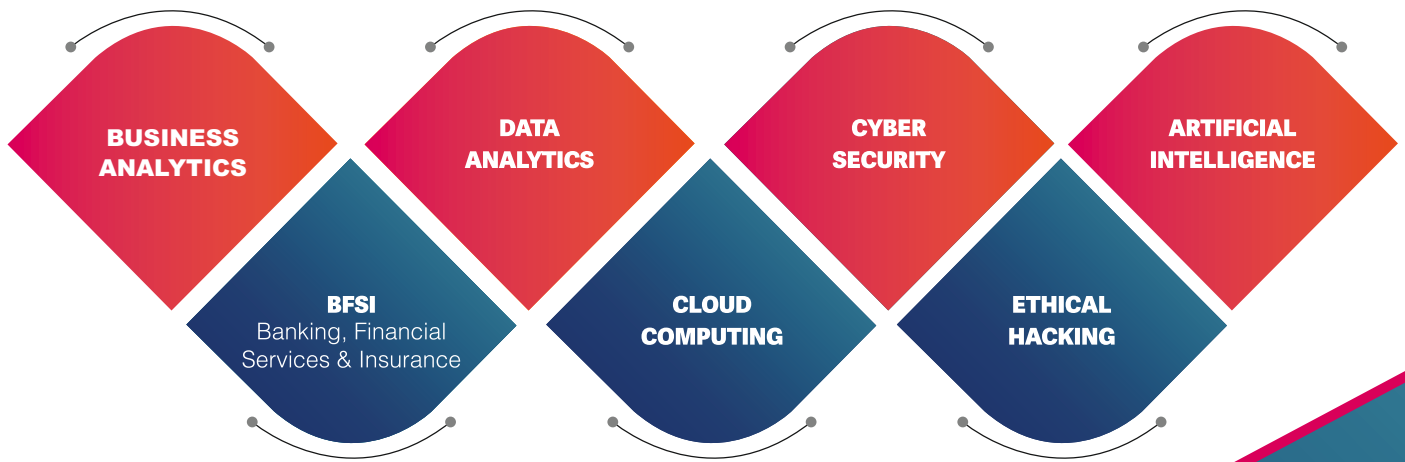 BUSINESS
ANALYTICS
DATA
ANALYTICS
CYBER
SECURITY
ARTIFICIAL
INTELLIGENCE
BFSI
Banking, Financial
Services & Insurance
CLOUD
COMPUTING
ETHICAL
HACKING